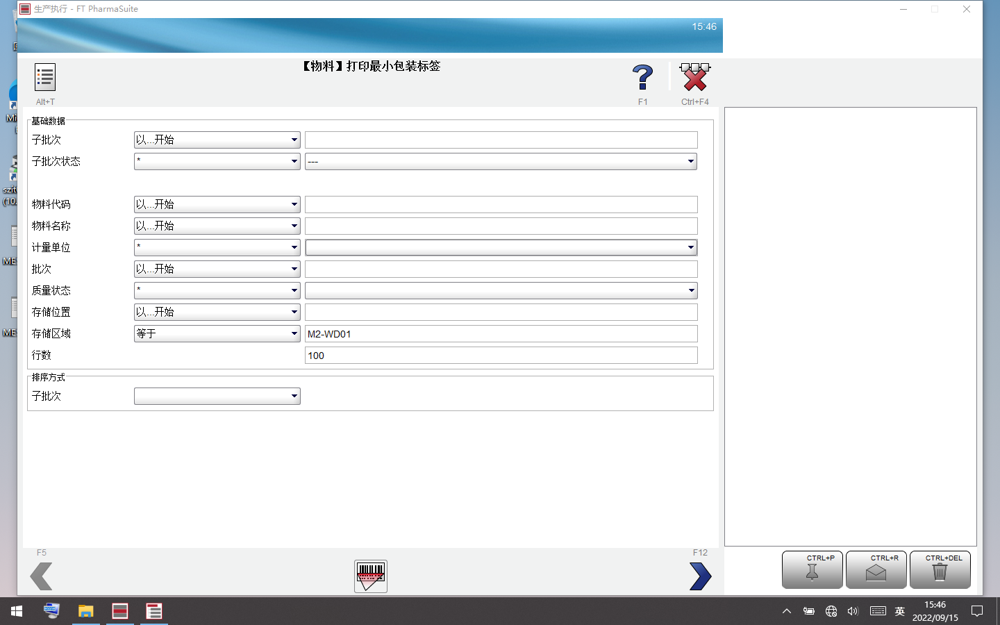 生产执行 - FT PharmaSuite
15:46
【物料】打印最小包装标签
Alt+T
F1
Ctrl+F4
基础数据
子批次 以...开始
子批次状态 * ---
物料代码 以...开始
物料名称 以...开始
计量单位 *
批次 以...开始
质量状态 *
存储位置 以...开始
存储区域 等于 M2-WD01
行数 100
排序方式
子批次
F5
F12
CTRL+P
CTRL+R
CTRL+DEL
(10.
英
15:46
2022/09/15